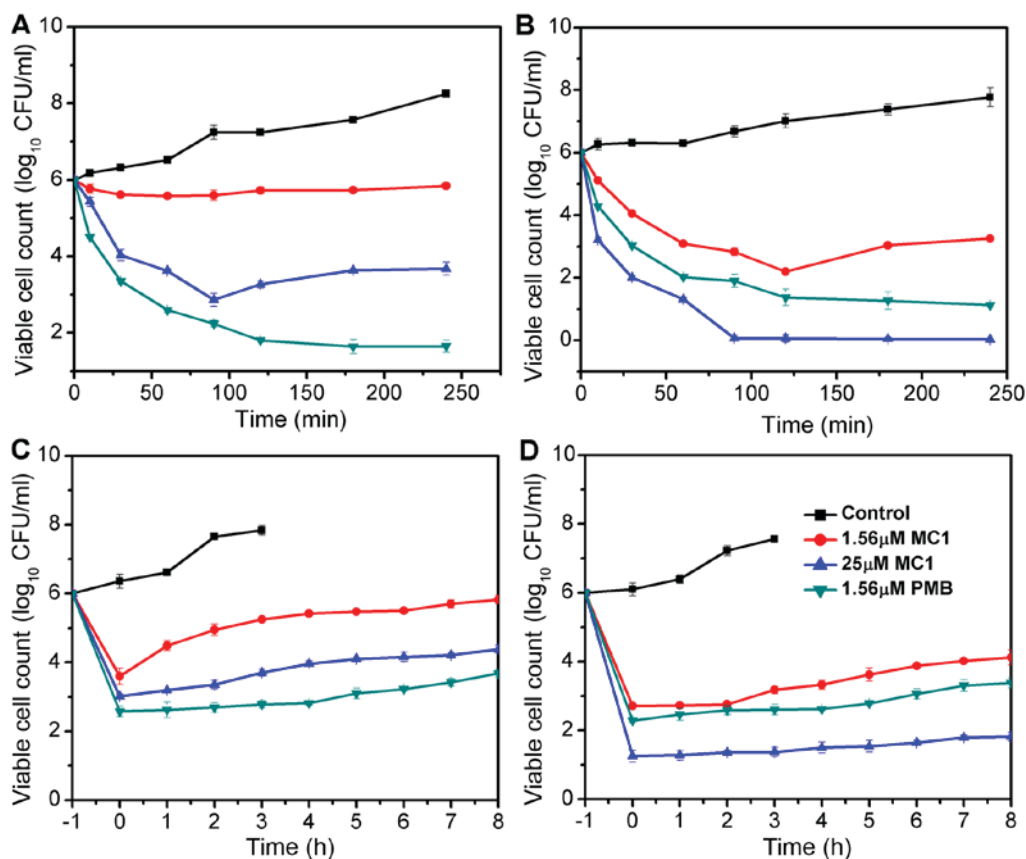 A
Viable cell count (log10 CFU/ml)
10
8
6
4
2
0 50 100 150 200 250
Time (min)
B
Viable cell count (log10 CFU/ml)
10
8
6
4
2
0
0 50 100 150 200 250
Time (min)
C
Viable cell count (log10 CFU/ml)
10
8
6
4
2
0
-1 0 1 2 3 4 5 6 7 8
Time (h)
D
Viable cell count (log10 CFU/ml)
10
8
6
4
2
0
Control
1.56μM MC1
25μM MC1
1.56μM PMB
-1 0 1 2 3 4 5 6 7 8
Time (h)